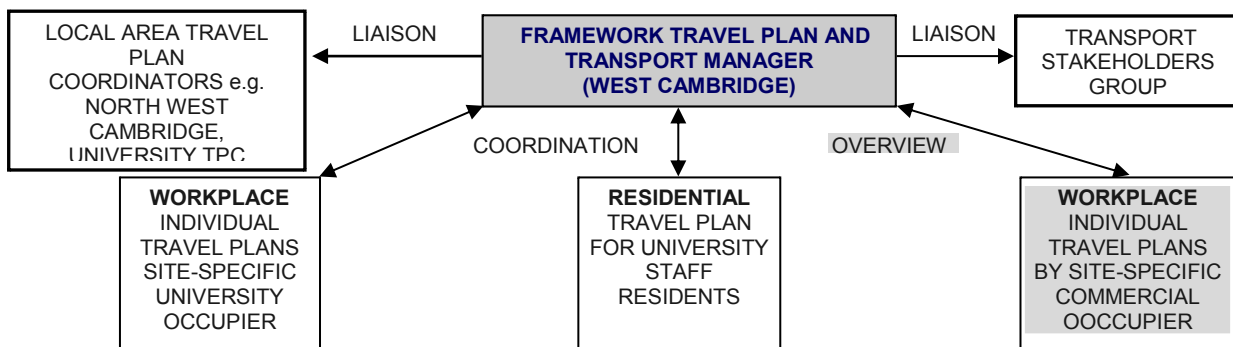 LOCAL AREA TRAVEL
PLAN
COORDINATORS e.g.
NORTH WEST
CAMBRIDGE,
UNIVERSITY TPC
LIAISON
FRAMEWORK TRAVEL PLAN AND
TRANSPORT MANAGER
(WEST CAMBRIDGE)
LIAISON
TRANSPORT
STAKEHOLDERS
GROUP
COORDINATION
OVERVIEW
WORKPLACE
INDIVIDUAL
TRAVEL PLANS
SITE-SPECIFIC
UNIVERSITY
OCCUPIER
RESIDENTIAL
TRAVEL PLAN
FOR UNIVERSITY
STAFF
RESIDENTS
WORKPLACE
INDIVIDUAL
TRAVEL PLANS
BY SITE-SPECIFIC
COMMERCIAL
OOCCUPIER